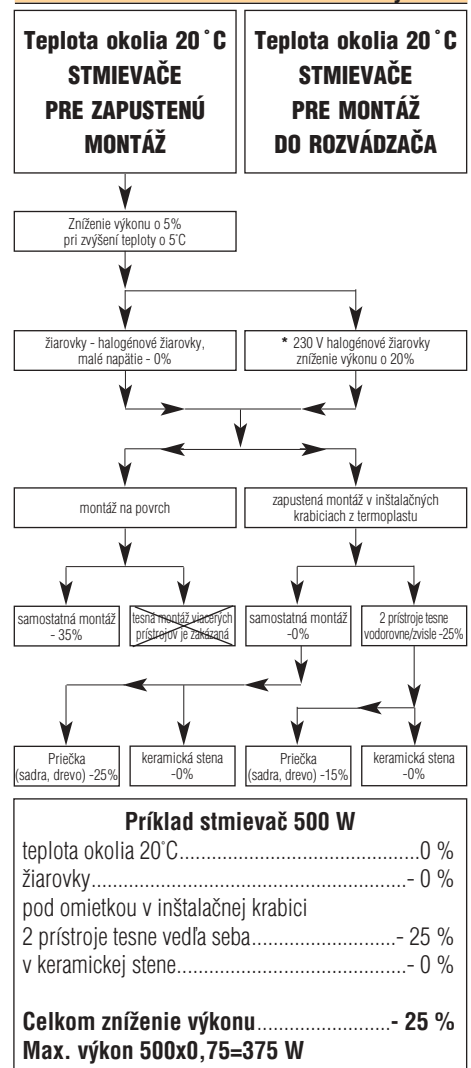 Teplota okolia 20˚C
STMIEVAČE
PRE ZAPUSTENÚ
MONTÁŽ
Teplota okolia 20˚C
STMIEVAČE
PRE MONTÁŽ
DO ROZVÁDZAČA
Zníženie výkonu o 5%
pri zvýšení teploty o 5˚C
žiarovky - halogénové žiarovky,
malé napätie - 0%
* 230 V halogénové žiarovky
zníženie výkonu o 20%
montáž na povrch
zapustená montáž v inštalačných
krabiciach z termoplastu
samostatná montáž
- 35%
tesná montáž viacerých
prístrojov je zakázaná
samostatná montáž
-0%
2 prístroje tesne
vodorovne/zvisle -25%
Priečka
(sadra, drevo) -25%
keramická stena
-0%
Priečka
(sadra, drevo) -15%
keramická stena
-0%
Príklad stmievač 500 W
teplota okolia 20˚C..........................................0 %
žiarovky.......................................................- 0 %
pod omietkou v inštalačnej krabici
2 prístroje tesne vedľa seba..............................- 25 %
v keramickej stene..........................................- 0 %
Celkom zníženie výkonu........................- 25 %
Max. výkon 500x0,75=375 W